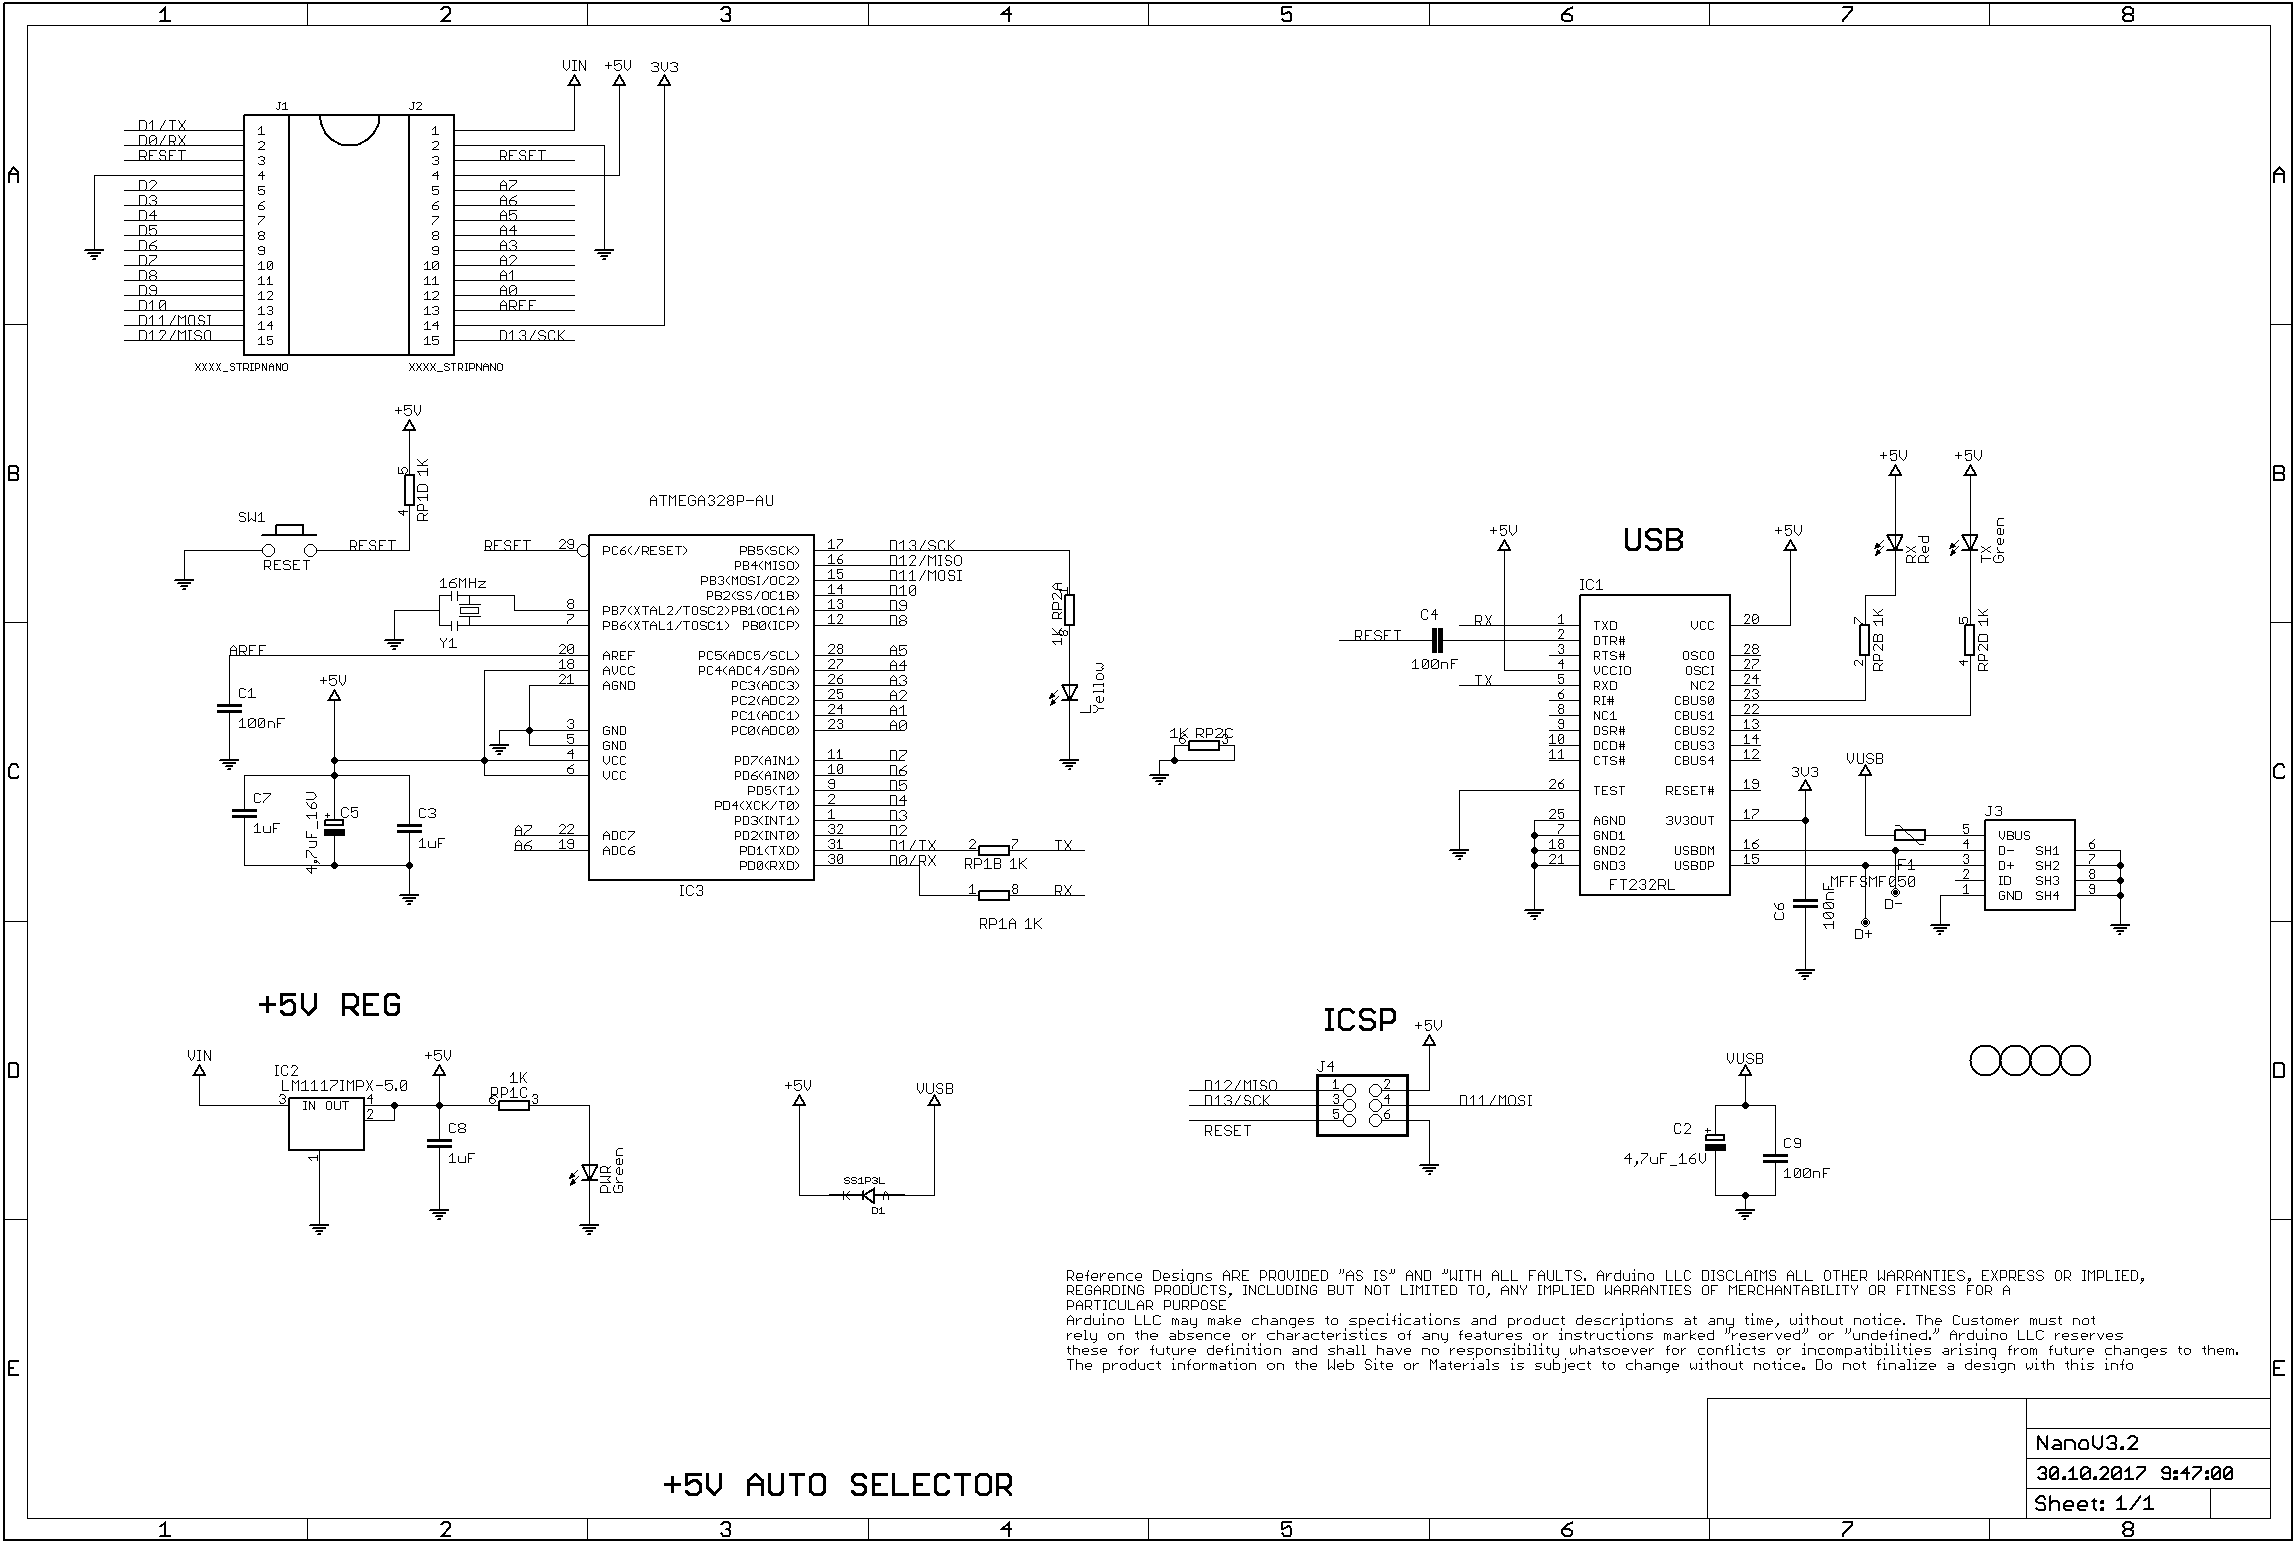 1 2 3 4 5 6 7 8
A A
B B
C C
D D
E E
VIN +5V 3V3
J1 J2
D1/TX 1 1
D0/RX 2 2
RESET 3 3 RESET
4 4
D2 5 5 A7
D3 6 6 A6
D4 7 7 A5
D5 8 8 A4
D6 9 9 A3
D7 10 10 A2
D8 11 11 A1
D9 12 12 A0
D10 13 13 AREF
D11/MOSI 14 14
D12/MISO 15 15 D13/SCK
XXXX_STRIPNANO XXXX_STRIPNANO
+5V
5
RP1D 1K
4
SW1
RESET
RESET
ATMEGA328P-AU
RESET 29 PC6(/RESET) PB5(SCK) 17 D13/SCK
PB4(MISO) 16 D12/MISO
PB3(MOSI/OC2) 15 D11/MOSI
16MHz
PB2(SS/OC1B) 14 D10
8 PB7(XTAL2/TOSC2) PB1(OC1A) 13 D9
7 PB6(XTAL1/TOSC1) PB0(ICP) 12 D8
Y1
AREF 20 AREF PC5(ADC5/SCL) 28 A5
18 AVCC PC4(ADC4/SDA) 27 A4
21 AGND PC3(ADC3) 26 A3
PC2(ADC2) 25 A2
PC1(ADC1) 24 A1
3 GND PC0(ADC0) 23 A0
5 GND
4 VCC PD7(AIN1) 11 D7
6 VCC PD6(AIN0) 10 D6
PD5(T1) 9 D5
PD4(XCK/T0) 2 D4
PD3(INT1) 1 D3
A7 22 ADC7 PD2(INT0) 32 D2
A6 19 ADC6 PD1(TXD) 31 D1/TX 2 7 TX
PD0(RXD) 30 D0/RX
RP1B 1K
IC3
1 8 RX
RP1A 1K
+5V
C1
100nF
C7
1uF
4,7uF_16V
+
C5
C3
1uF
1
1K RP2A
8
L
Yellow
1K RP2C
6 3
USB
+5V
+5V
IC1
C4
RESET
100nF
RX 1 TXD VCC 20
2 DTR#
3 RTS# OSCO 28
4 VCCIO OSCI 27
TX 5 RXD NC2 24
6 RI# CBUS0 23
8 NC1 CBUS1 22
9 DSR# CBUS2 13
10 DCD# CBUS3 14
11 CTS# CBUS4 12
26 TEST RESET# 19
25 AGND 3V3OUT 17
7 GND1
18 GND2 USBDM 16
21 GND3 USBDP 15
FT232RL
+5V +5V
RX
Red
TX
Green
7
RP2B 1K
2
5
RP2D 1K
4
3V3
VUSB
J3
5 VBUS
4 D- SH1 6
3 D+ SH2 7
2 ID SH3 8
1 GND SH4 9
F1
MFFSMF050
C6
100nF
D-
D+
+5V REG
VIN
IC2
LM1117IMPX-5.0
3 IN OUT 4
2
1
+5V
1K
RP1C
6 3
C8
1uF
PWR
Green
+5V
VUSB
SS1P3L
K A
D1
ICSP
+5V
J4
D12/MISO 1 2
D13/SCK 3 4 D11/MOSI
RESET 5 6
VUSB
C2
+
4,7uF_16V
C9
100nF
Reference Designs ARE PROVIDED "AS IS" AND "WITH ALL FAULTS. Arduino LLC DISCLAIMS ALL OTHER WARRANTIES, EXPRESS OR IMPLIED,
REGARDING PRODUCTS, INCLUDING BUT NOT LIMITED TO, ANY IMPLIED WARRANTIES OF MERCHANTABILITY OR FITNESS FOR A
PARTICULAR PURPOSE
Arduino LLC may make changes to specifications and product descriptions at any time, without notice. The Customer must not
rely on the absence or characteristics of any features or instructions marked "reserved" or "undefined." Arduino LLC reserves
these for future definition and shall have no responsibility whatsoever for conflicts or incompatibilities arising from future changes to them.
The product information on the Web Site or Materials is subject to change without notice. Do not finalize a design with this info
NanoV3.2
30.10.2017 9:47:00
Sheet: 1/1
+5V AUTO SELECTOR
1 2 3 4 5 6 7 8